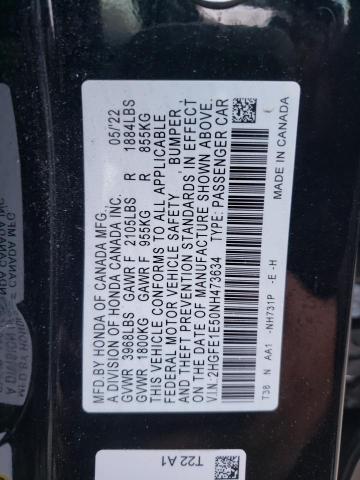 MFD.BY HONDA OF CANADA MFG. 05/'22
A DIVISION OF HONDA CANADA INC.
GVWR 3968LBS GAWR F 2105LBS R 1884LBS
GVWR 1800KG GAWR F 955KG R 855KG
THIS VEHICLE CONFORMS TO ALL APPLICABLE
FEDERAL MOTOR VEHICLE SAFETY, BUMPER,
AND THEFT PREVENTION STANDARDS IN EFFECT
ON THE DATE OF MANUFACTURE SHOWN ABOVE.
V.I.N:2HGFE1E50NH473634 TYPE: PASSENGER CAR
T38 N AA1 -NH731P -E-H MADE IN CANADA
T22 A1